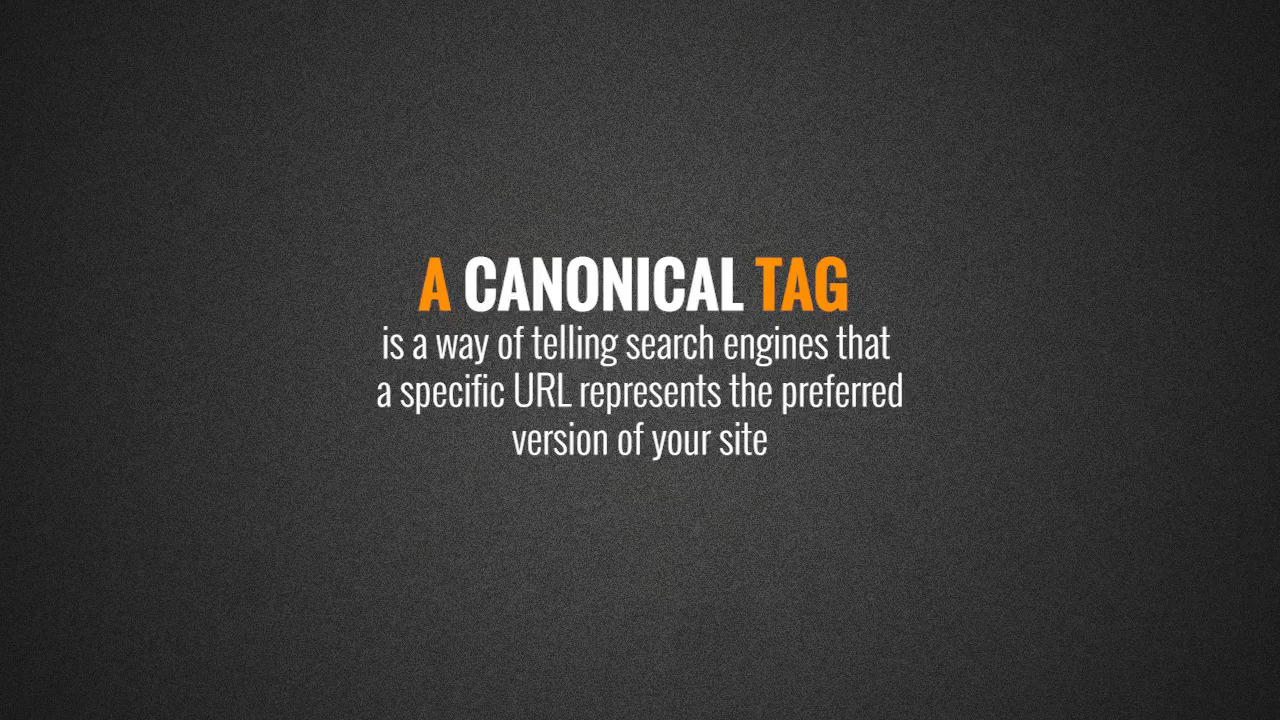 A CANONICAL TAG
is a way of telling search engines that
a specific URL represents the preferred
version of your site